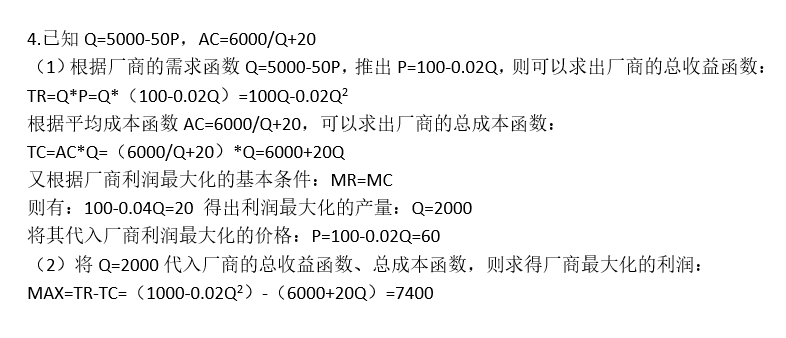 4.已知 Q=5000-50P，AC=6000/Q+20
（1）根据厂商的需求函数 Q=5000-50P，推出 P=100-0.02Q，则可以求出厂商的总收益函数：
TR=Q*P=Q*（100-0.02Q）=100Q-0.02Q²
根据平均成本函数 AC=6000/Q+20，可以求出厂商的总成本函数：
TC=AC*Q=（6000/Q+20）*Q=6000+20Q
又根据厂商利润最大化的基本条件：MR=MC
则有：100-0.04Q=20 得出利润最大化的产量：Q=2000
将其代入厂商利润最大化的价格：P=100-0.02Q=60
（2）将 Q=2000 代入厂商的总收益函数、总成本函数，则求得厂商最大化的利润：
MAX=TR-TC=（1000-0.02Q²）-（6000+20Q）=7400